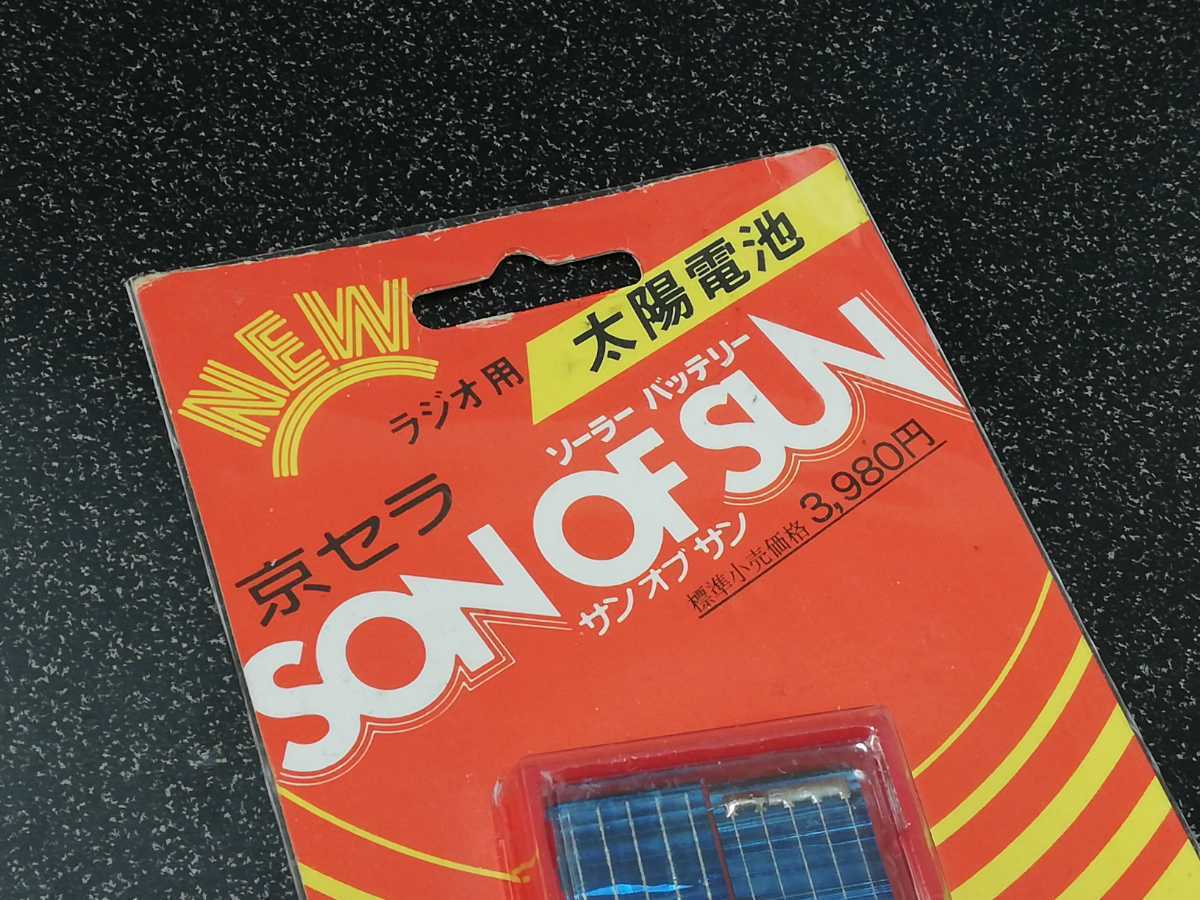 NEW
ラジオ用
太陽電池
京セラ
ソーラー バッテリー
SON OF SUN
サン オブ サン
標準小売価格 3,980円